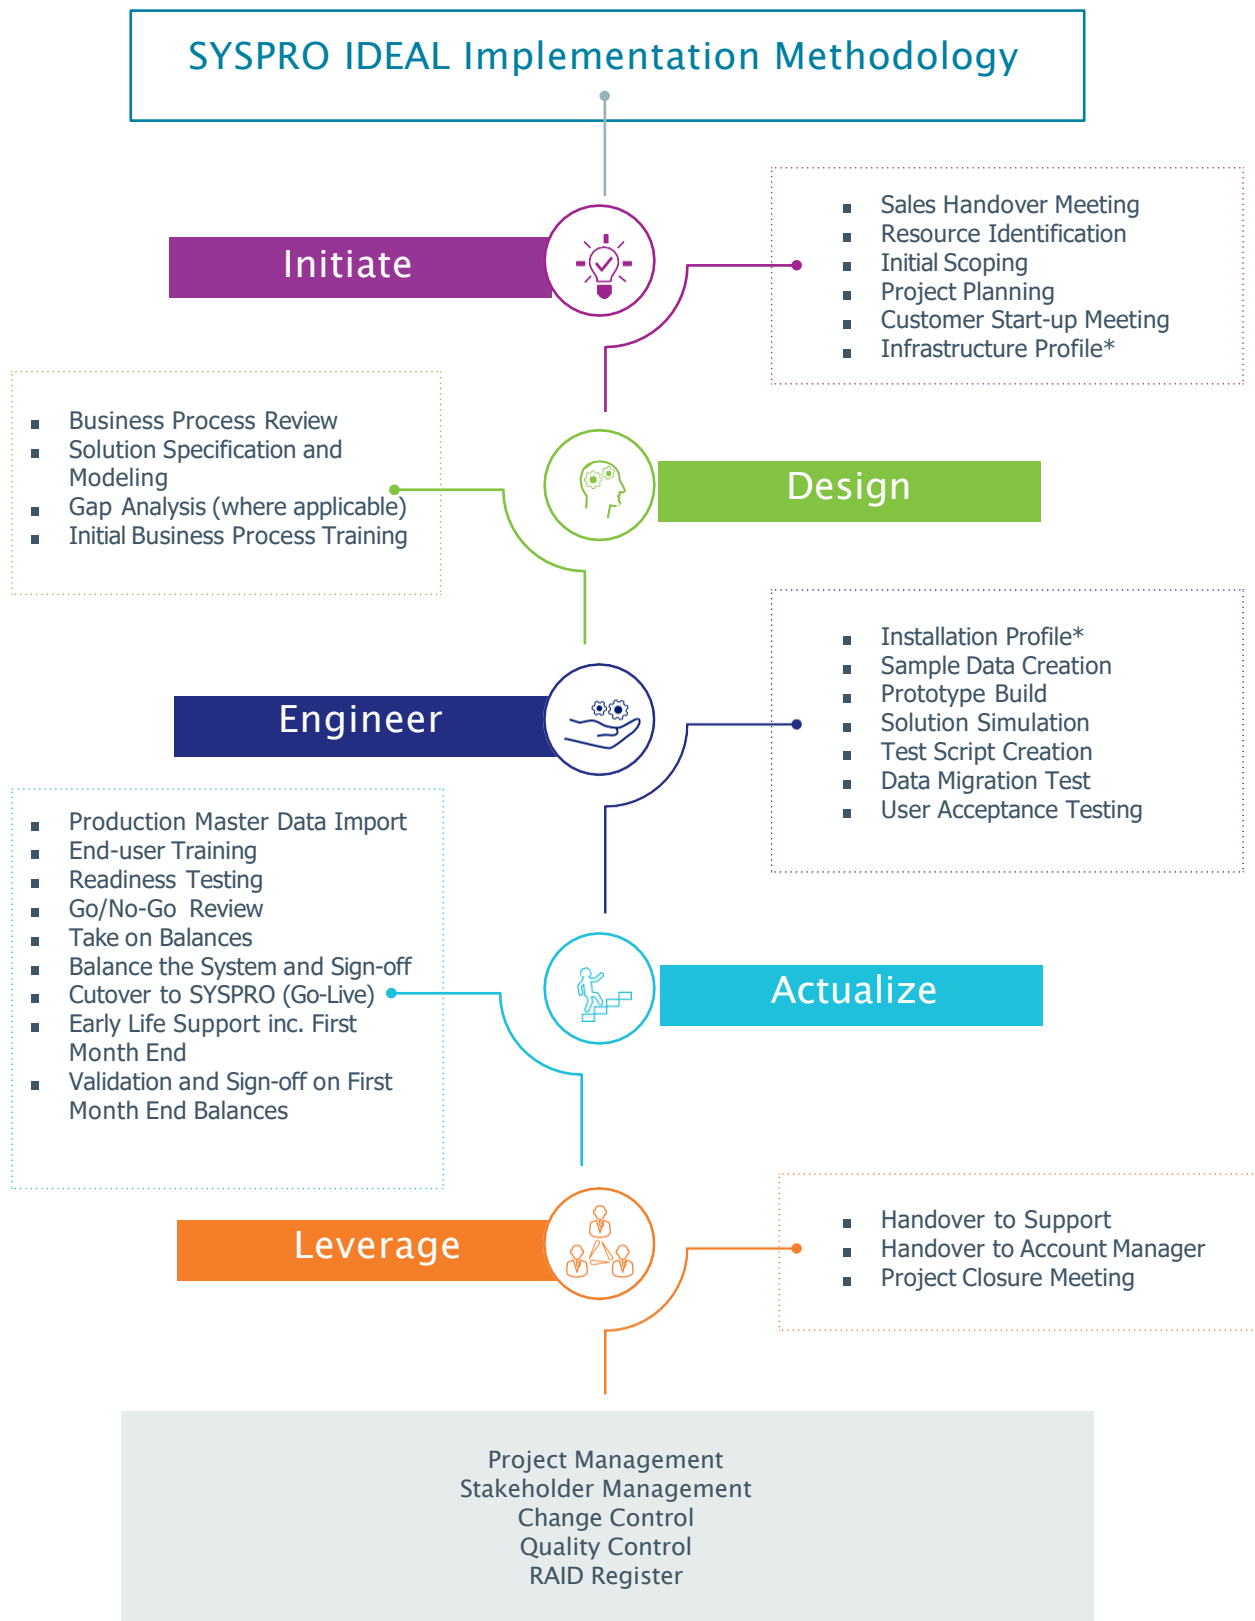 SYSPRO IDEAL Implementation Methodology
Initiate
▪ Sales Handover Meeting
▪ Resource Identification
▪ Initial Scoping
▪ Project Planning
▪ Customer Start-up Meeting
▪ Infrastructure Profile*
Design
▪ Business Process Review
▪ Solution Specification and
Modeling
▪ Gap Analysis (where applicable)
▪ Initial Business Process Training
Engineer
▪ Installation Profile*
▪ Sample Data Creation
▪ Prototype Build
▪ Solution Simulation
▪ Test Script Creation
▪ Data Migration Test
▪ User Acceptance Testing
Actualize
▪ Production Master Data Import
▪ End-user Training
▪ Readiness Testing
▪ Go/No-Go Review
▪ Take on Balances
▪ Balance the System and Sign-off
▪ Cutover to SYSPRO (Go-Live)
▪ Early Life Support inc. First
Month End
▪ Validation and Sign-off on First
Month End Balances
Leverage
▪ Handover to Support
▪ Handover to Account Manager
▪ Project Closure Meeting
Project Management
Stakeholder Management
Change Control
Quality Control
RAID Register